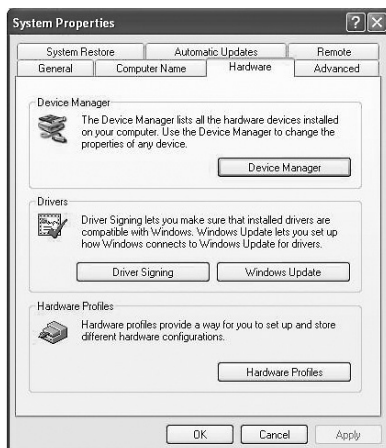 System Properties
System Restore Automatic Updates Remote
General Computer Name Hardware Advanced
Device Manager
The Device Manager lists all the hardware devices installed
on your computer. Use the Device Manager to change the
properties of any device.
Device Manager
Drivers
Driver Signing lets you make sure that installed drivers are
compatible with Windows. Windows Update lets you set up
how Windows connects to Windows Update for drivers.
Driver Signing Windows Update
Hardware Profiles
Hardware profiles provide a way for you to set up and store
different hardware configurations.
Hardware Profiles
OK Cancel Apply